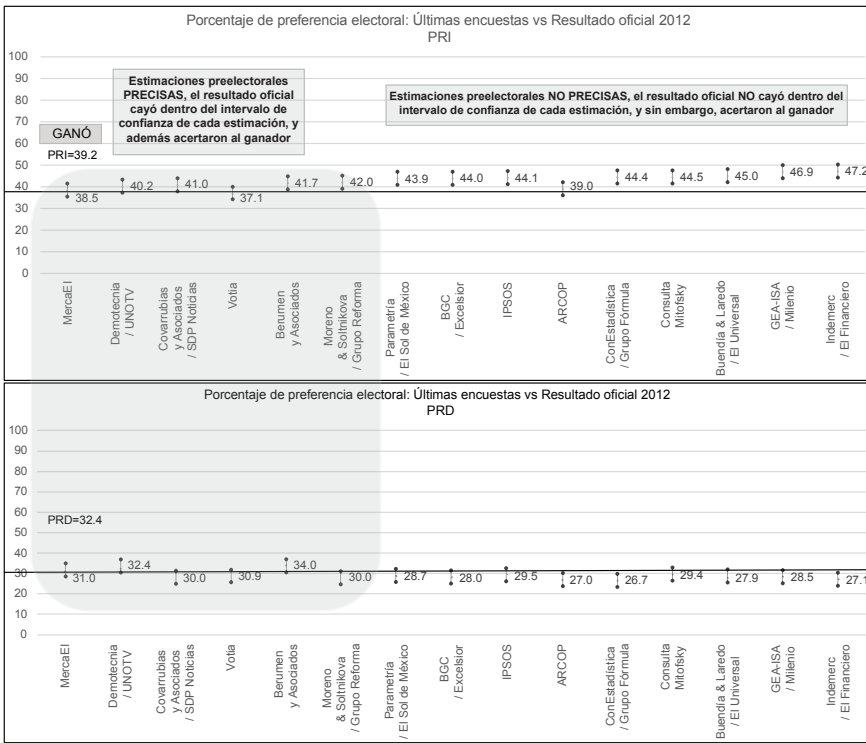 Porcentaje de preferencia electoral: Últimas encuestas vs Resultado oficial 2012
PRI
100
90
80
70
60
50
40
30
20
10
0
Estimaciones preelectorales
PRECISAS, el resultado oficial
cayó dentro del intervalo de
confianza de cada estimación, y
además acertaron al ganador
Estimaciones preelectorales NO PRECISAS, el resultado oficial NO cayó dentro del
intervalo de confianza de cada estimación, y sin embargo, acertaron al ganador
GANÓ
PRI=39.2
38.5
40.2
41.0
37.1
41.7
42.0
43.9
44.0
44.1
39.0
44.4
44.5
45.0
46.9
47.2
MercaEI
Demotecnia
/ UNOTV
Covarrubias
y Asociados
/ SDP Noticias
Votia
Berumen
y Asociados
Moreno
& Soltnikova
/ Grupo Reforma
Parametría
/ El Sol de México
BGC
/ Excelsior
IPSOS
ARCOP
ConEstadística
/ Grupo Fórmula
Consulta
Mitofsky
Buendía & Laredo
/ El Universal
GEA-ISA
/ Milenio
Indemerc
/ El Financiero
Porcentaje de preferencia electoral: Últimas encuestas vs Resultado oficial 2012
PRD
100
90
80
70
60
50
40
30
20
10
0
PRD=32.4
31.0
32.4
30.0
30.9
34.0
30.0
28.7
28.0
29.5
27.0
26.7
29.4
27.9
28.5
27.1
MercaEI
Demotecnia
/ UNOTV
Covarrubias
y Asociados
/ SDP Noticias
Votia
Berumen
y Asociados
Moreno
& Soltnikova
/ Grupo Reforma
Parametría
/ El Sol de México
BGC
/ Excelsior
IPSOS
ARCOP
ConEstadística
/ Grupo Fórmula
Consulta
Mitofsky
Buendía & Laredo
/ El Universal
GEA-ISA
/ Milenio
Indemerc
/ El Financiero